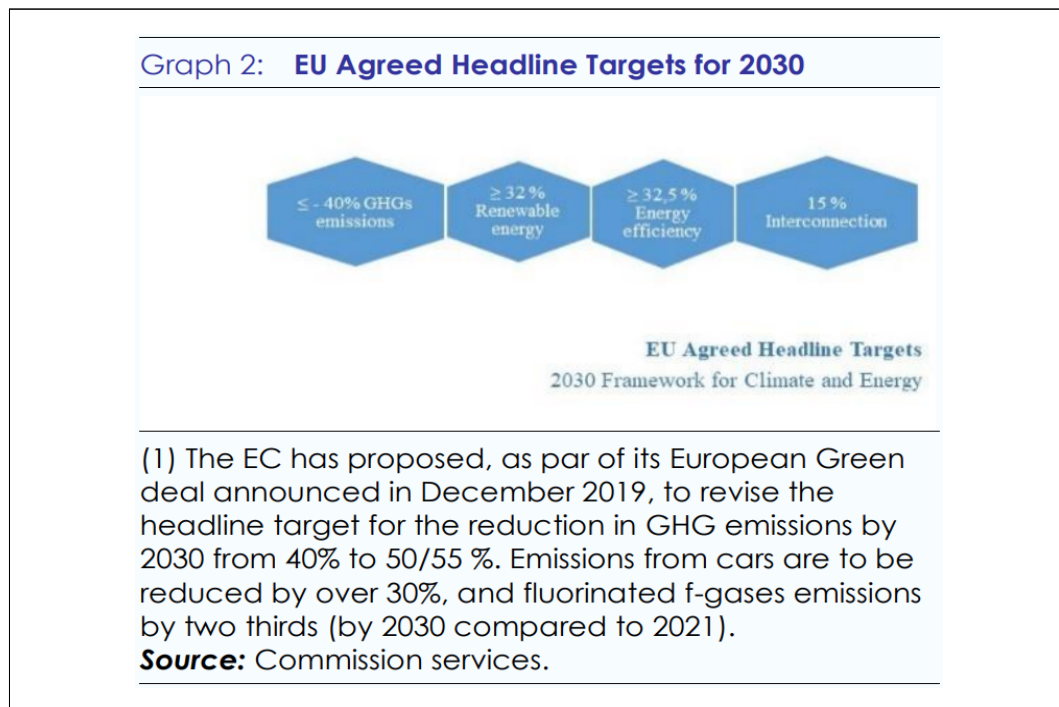 Graph 2: EU Agreed Headline Targets for 2030
≤ - 40% GHGs
emissions
≥ 32 %
Renewable
energy
≥ 32,5 %
Energy
efficiency
15 %
Interconnection
EU Agreed Headline Targets
2030 Framework for Climate and Energy
(1) The EC has proposed, as par of its European Green
deal announced in December 2019, to revise the
headline target for the reduction in GHG emissions by
2030 from 40% to 50/55 %. Emissions from cars are to be
reduced by over 30%, and fluorinated f-gases emissions
by two thirds (by 2030 compared to 2021).
Source: Commission services.